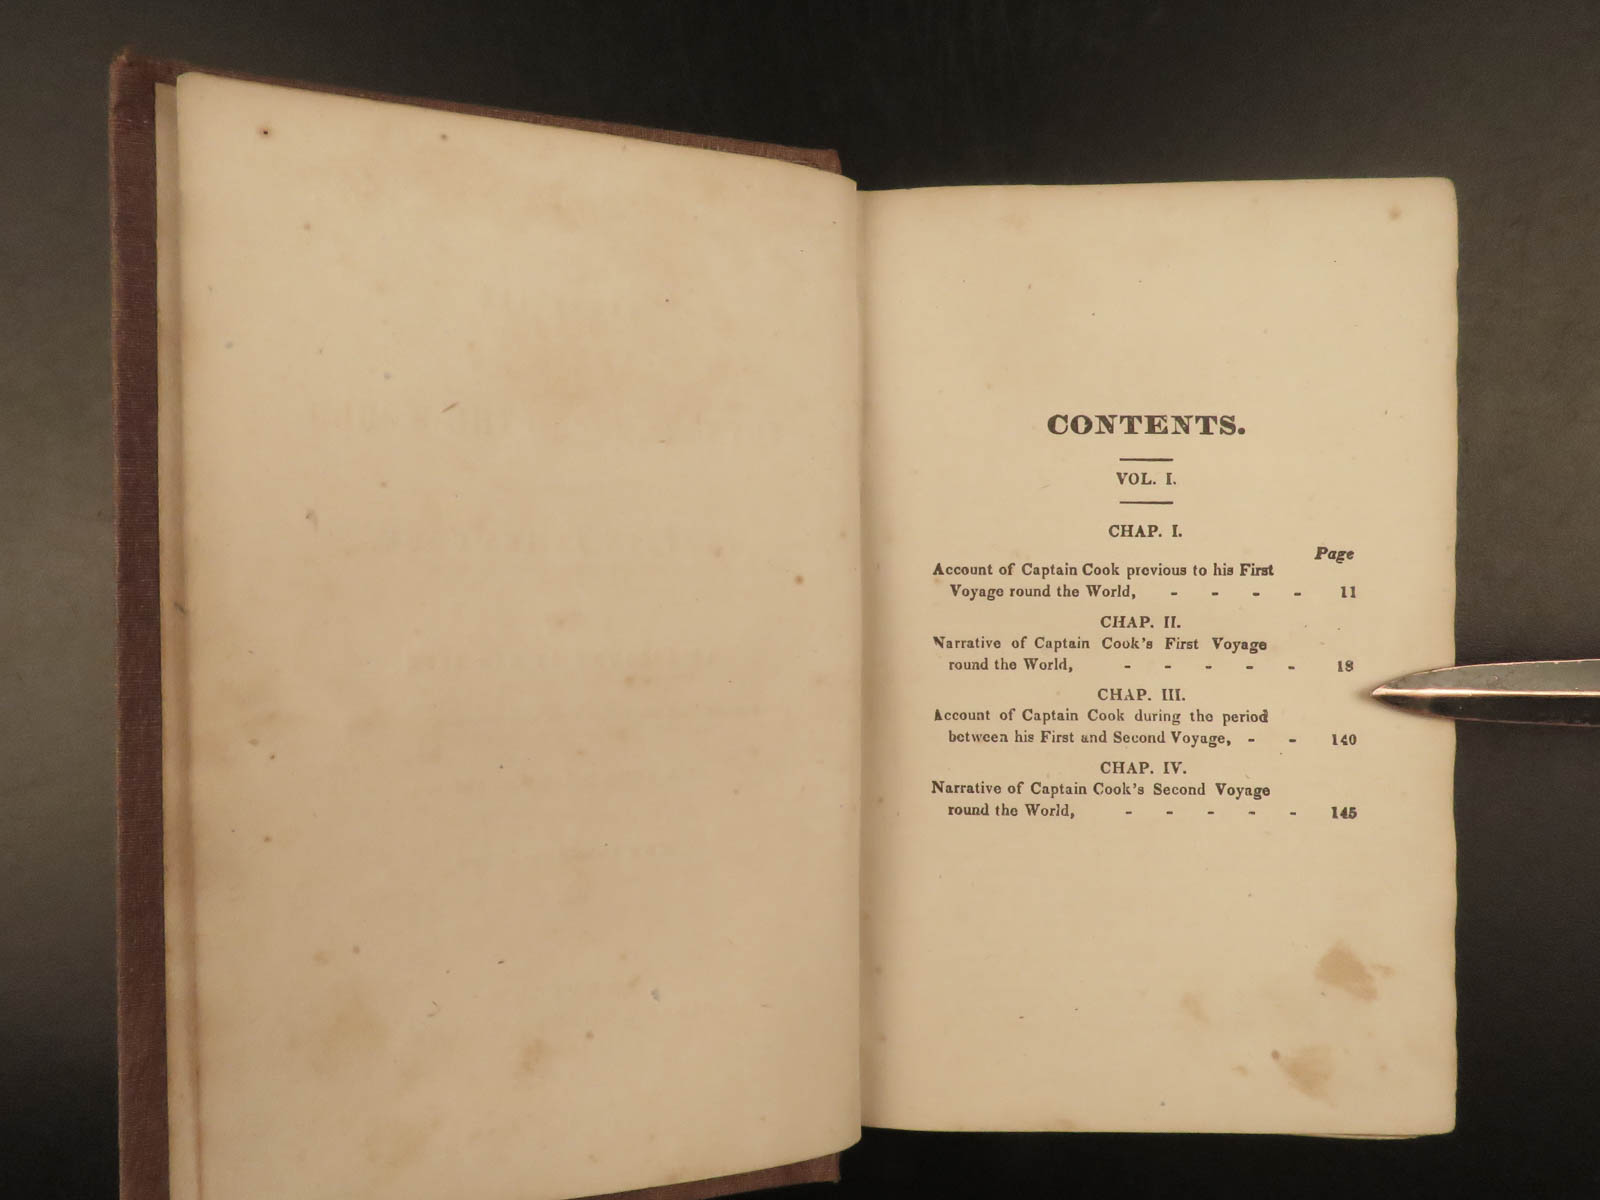 CONTENTS.
VOL. I.
CHAP. I.
Page
Account of Captain Cook previous to his First
Voyage round the World, - - - - 11
CHAP. II.
Narrative of Captain Cook's First Voyage
round the World, - - - - - 18
CHAP. III.
Account of Captain Cook during the period
between his First and Second Voyage, - - 140
CHAP. IV.
Narrative of Captain Cook's Second Voyage
round the World, - - - - - 145